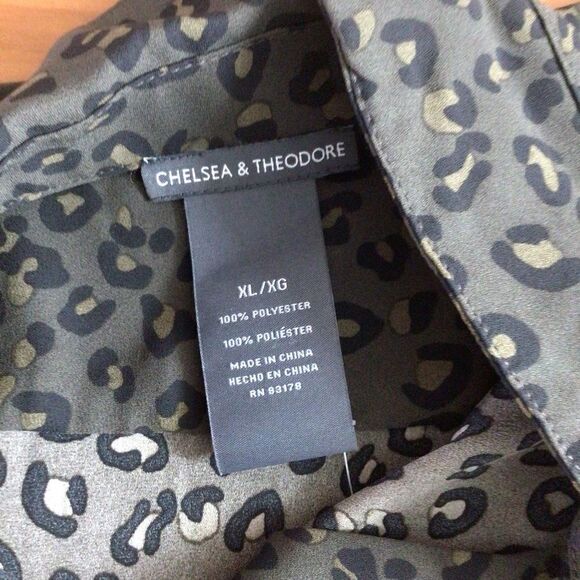 CHELSEA & THEODORE
XL/XG
100% POLYESTER
100% POLIÉSTER
MADE IN CHINA
HECHO EN CHINA
RN 93178